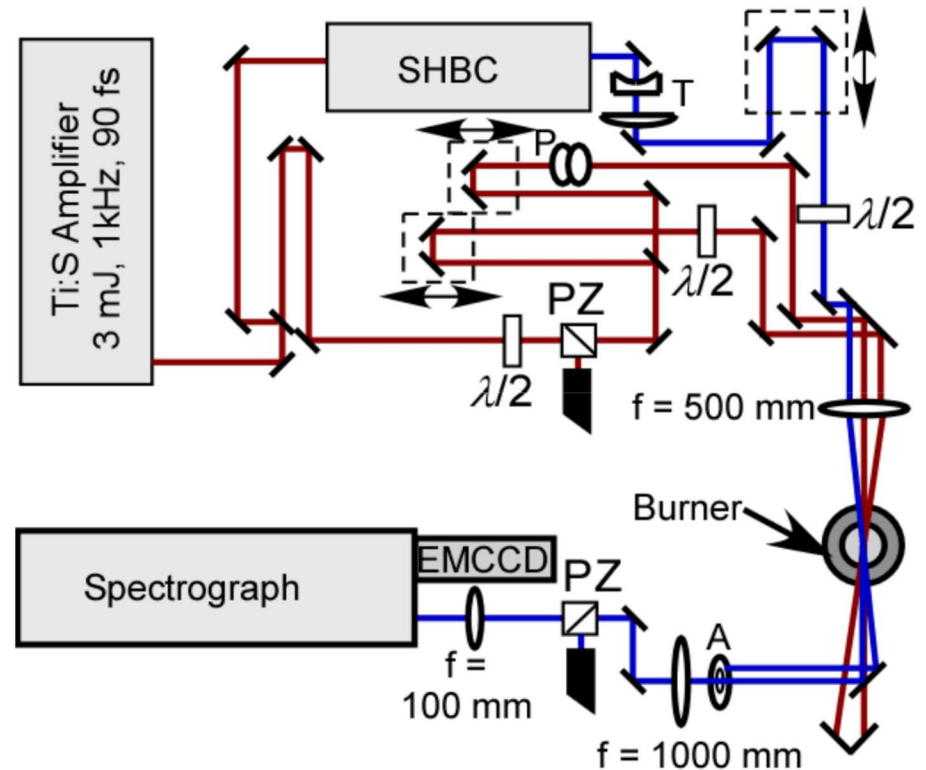 Ti:S Amplifier
3 mJ, 1kHz, 90 fs
SHBC
T
P
λ/2
λ/2
PZ
λ/2
f = 500 mm
Burner
Spectrograph
EMCCD
PZ
A
f =
100 mm
f = 1000 mm